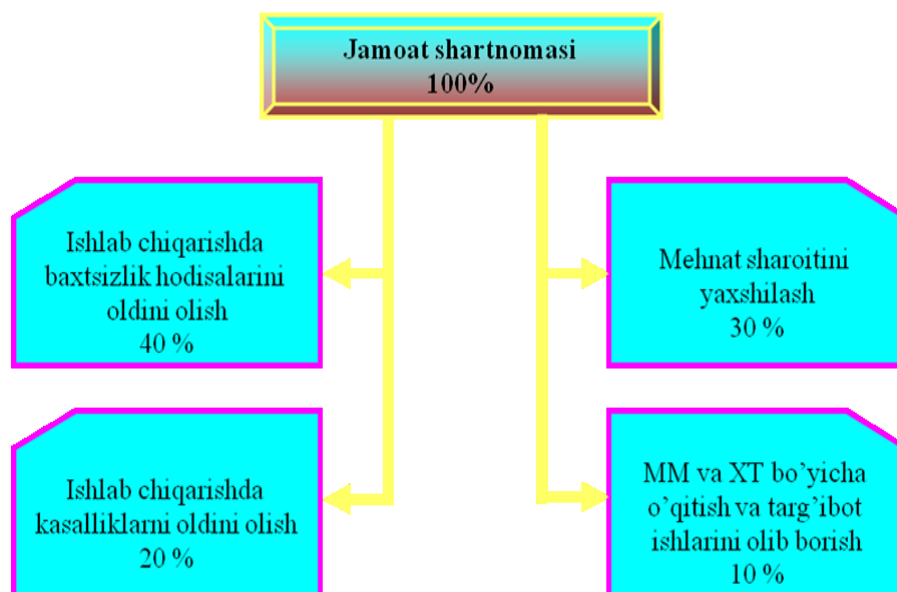 Jamoat shartnomasi
100%
Ishlab chiqarishda
baxtsizlik hodisalarini
oldini olish
40 %
Mehnat sharoitini
yaxshilash
30 %
Ishlab chiqarishda
kasalliklarni oldini olish
20 %
MM va XT bo’yicha
o’qitish va targ’ibot
ishlarini olib borish
10 %